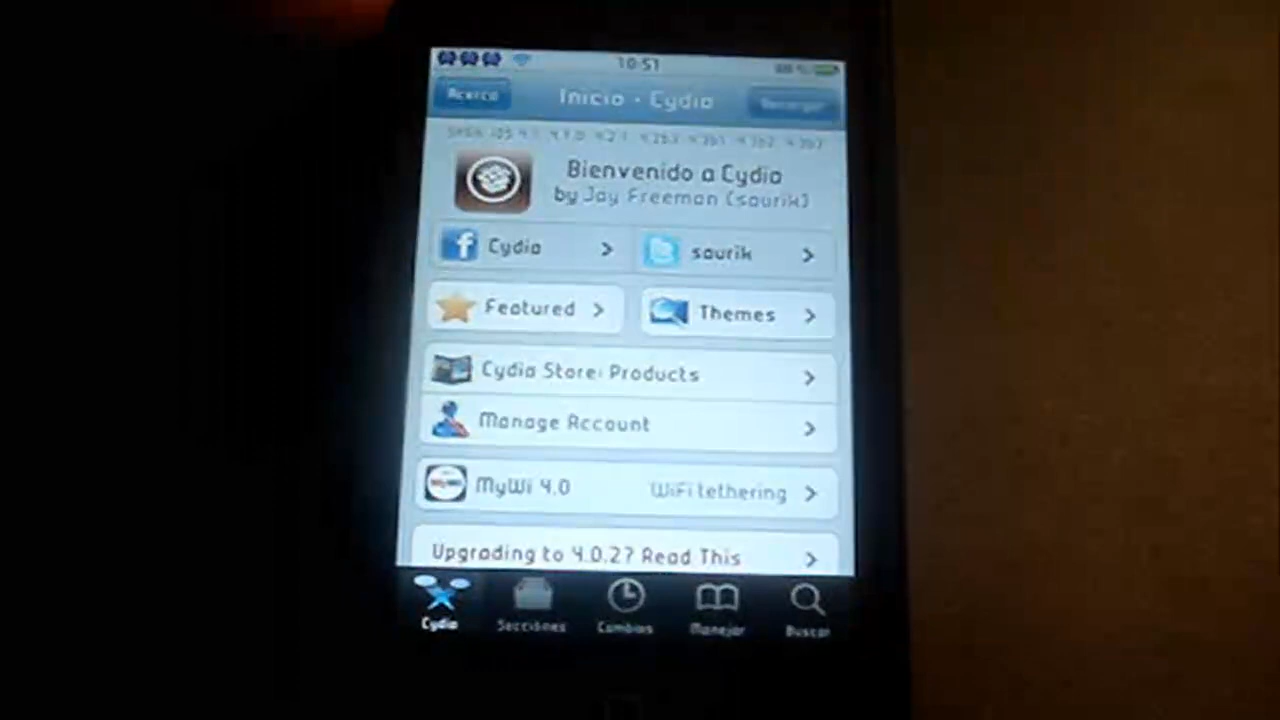 10:51
Acerca
Inicio · Cydia
Recargar
Bienvenido a Cydia
by Jay Freeman (saurik)
Cydia
saurik
Featured
Themes
Cydia Store: Products
Manage Account
MyWi 4.0
WiFi tethering
Upgrading to 4.0.2? Read This
Cydia
Secciones
Cambios
Manejar
Buscar